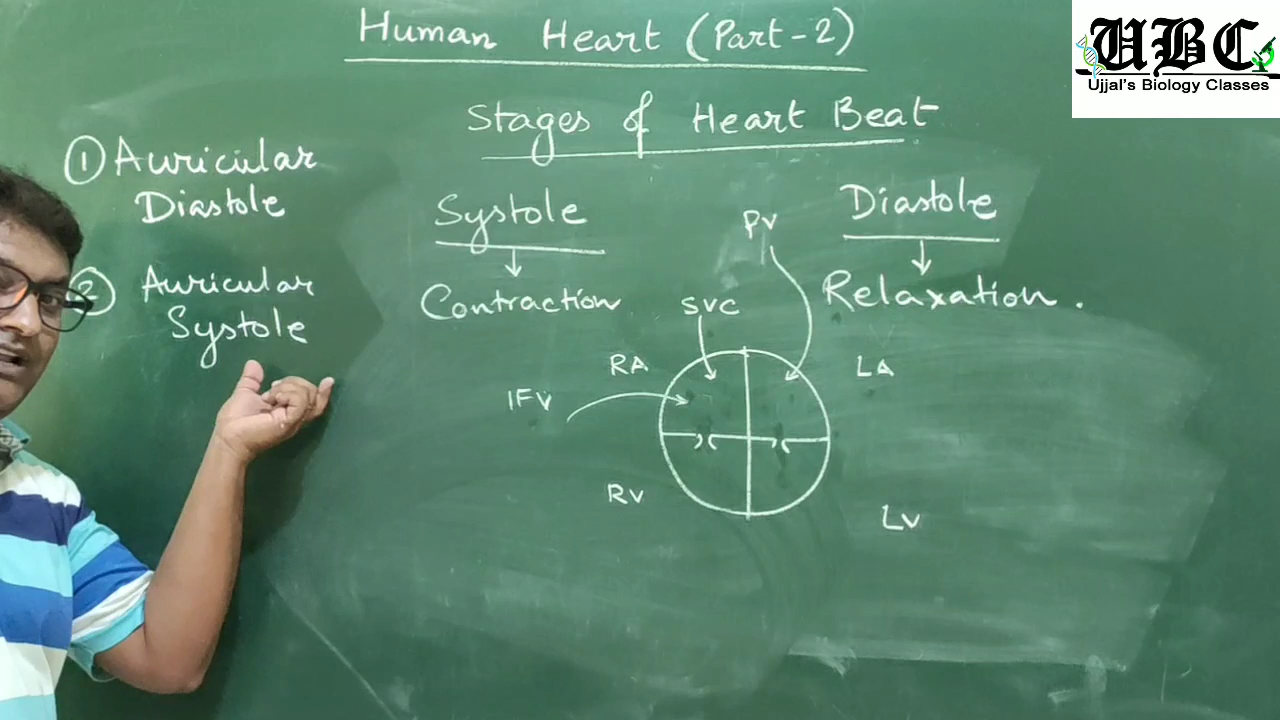 Human Heart (Part-2)
UBC
Ujjal's Biology Classes
Stages of Heart Beat
① Auricular
Diastole
② Auricular
Systole
Systole
Contraction
Diastole
Relaxation.
PV
SVC
RA
LA
IFV
RV
LV